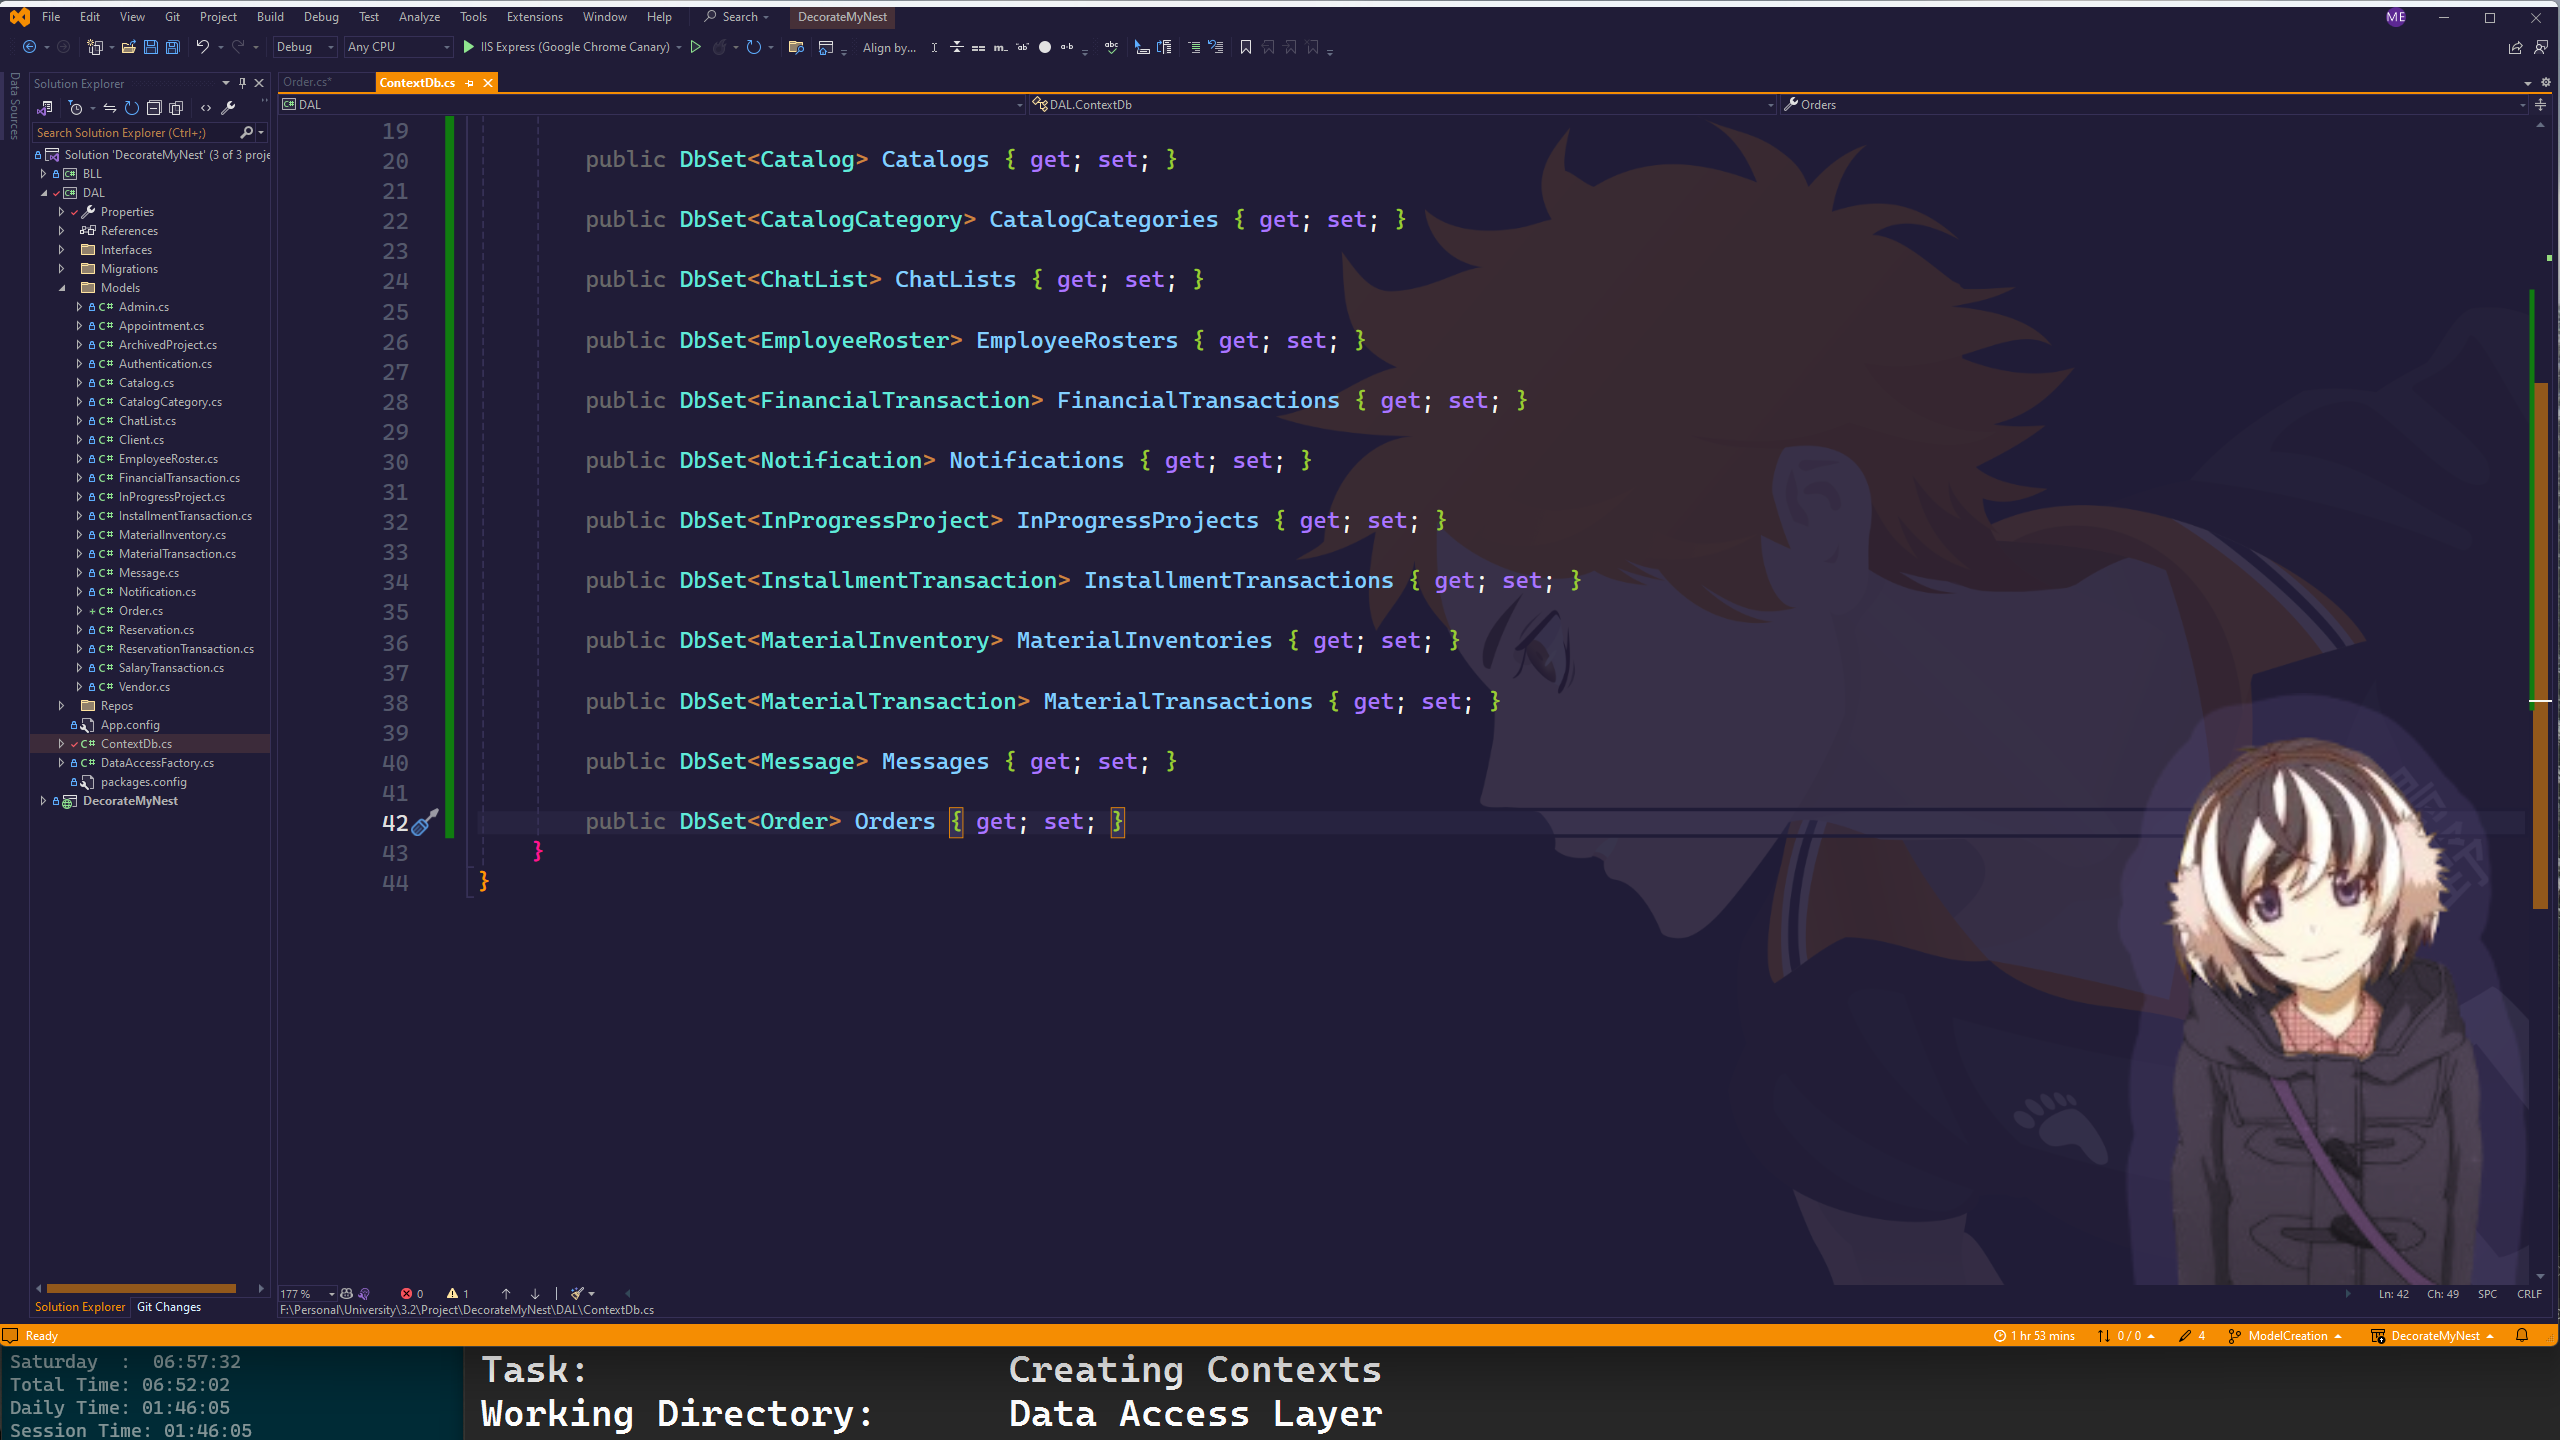 File Edit View Git Project Build Debug Test Analyze Tools Extensions Window Help Search DecorateMyNest ME
Debug Any CPU IIS Express (Google Chrome Canary) Align by...
Data Sources
Solution Explorer
Order.cs* ContextDb.cs
DAL DAL.ContextDb Orders
Search Solution Explorer (Ctrl+;)
Solution 'DecorateMyNest' (3 of 3 proje
BLL
DAL
Properties
References
Interfaces
Migrations
Models
C# Admin.cs
C# Appointment.cs
C# ArchivedProject.cs
C# Authentication.cs
C# Catalog.cs
C# CatalogCategory.cs
C# ChatList.cs
C# Client.cs
C# EmployeeRoster.cs
C# FinancialTransaction.cs
C# InProgressProject.cs
C# InstallmentTransaction.cs
C# MaterialInventory.cs
C# MaterialTransaction.cs
C# Message.cs
C# Notification.cs
+ C# Order.cs
C# Reservation.cs
C# ReservationTransaction.cs
C# SalaryTransaction.cs
C# Vendor.cs
Repos
App.config
C# ContextDb.cs
C# DataAccessFactory.cs
packages.config
DecorateMyNest
Solution Explorer Git Changes
19
20 public DbSet<Catalog> Catalogs { get; set; }
21
22 public DbSet<CatalogCategory> CatalogCategories { get; set; }
23
24 public DbSet<ChatList> ChatLists { get; set; }
25
26 public DbSet<EmployeeRoster> EmployeeRosters { get; set; }
27
28 public DbSet<FinancialTransaction> FinancialTransactions { get; set; }
29
30 public DbSet<Notification> Notifications { get; set; }
31
32 public DbSet<InProgressProject> InProgressProjects { get; set; }
33
34 public DbSet<InstallmentTransaction> InstallmentTransactions { get; set; }
35
36 public DbSet<MaterialInventory> MaterialInventories { get; set; }
37
38 public DbSet<MaterialTransaction> MaterialTransactions { get; set; }
39
40 public DbSet<Message> Messages { get; set; }
41
42 public DbSet<Order> Orders { get; set; }
43 }
44 }
177 % 0 1 Ln: 42 Ch: 49 SPC CRLF
F:\Personal\University\3.2\Project\DecorateMyNest\DAL\ContextDb.cs
Ready 1 hr 53 mins 0 / 0 4 ModelCreation DecorateMyNest
Saturday : 06:57:32
Total Time: 06:52:02
Daily Time: 01:46:05
Session Time: 01:46:05
Task: Creating Contexts
Working Directory: Data Access Layer